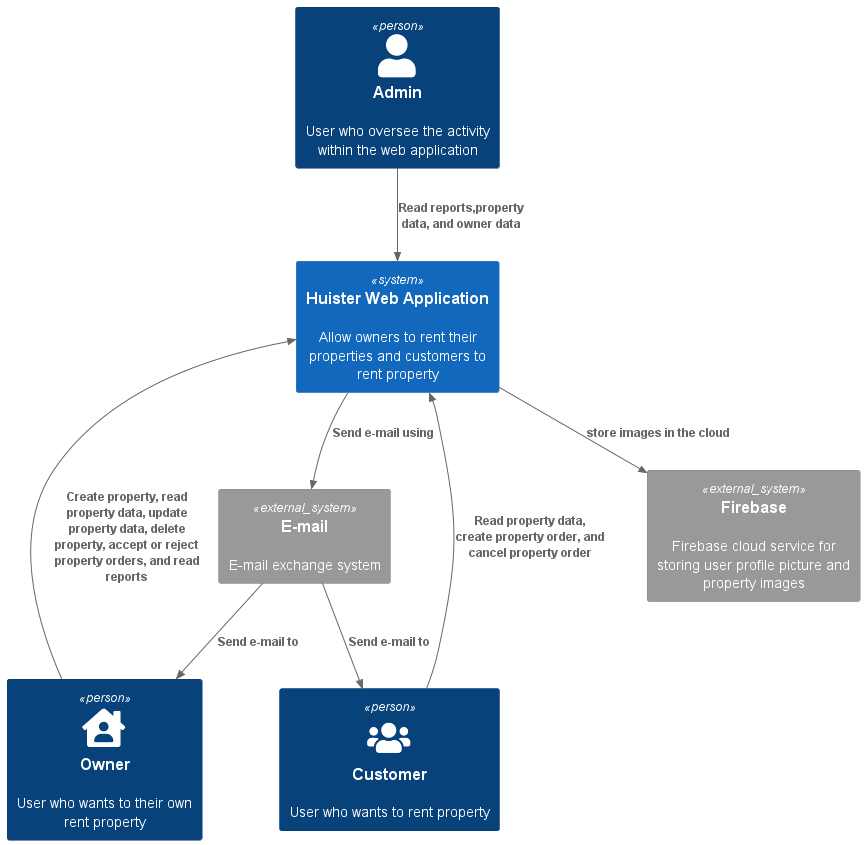 «person»
Admin
User who oversee the activity
within the web application
Read reports,property
data, and owner data
«system»
Huister Web Application
Allow owners to rent their
properties and customers to
rent property
Send e-mail using
store images in the cloud
«external_system»
E-mail
E-mail exchange system
«external_system»
Firebase
Firebase cloud service for
storing user profile picture and
property images
Create property, read
property data, update
property data, delete
property, accept or reject
property orders, and read
reports
Read property data,
create property order, and
cancel property order
Send e-mail to
Send e-mail to
«person»
Owner
User who wants to their own
rent property
«person»
Customer
User who wants to rent property